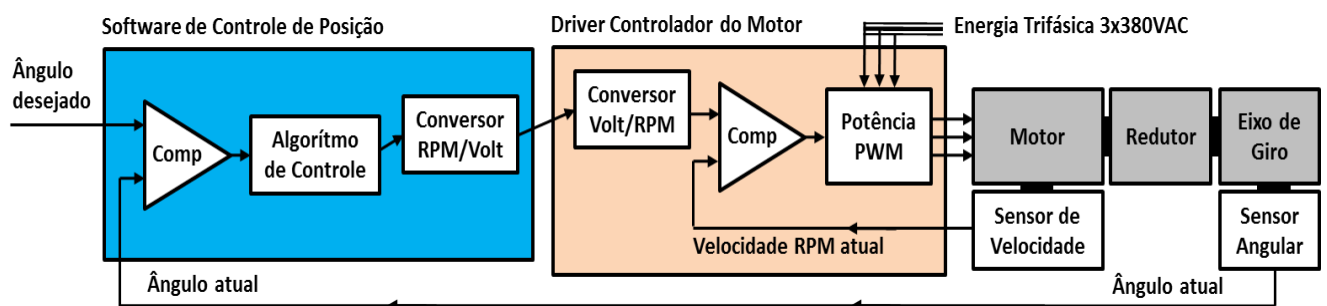 Software de Controle de Posição
Driver Controlador do Motor
Energia Trifásica 3x380VAC
Ângulo
desejado
Comp
Algorítmo
de Controle
Conversor
RPM/Volt
Conversor
Volt/RPM
Comp
Potência
PWM
Motor
Redutor
Eixo de
Giro
Sensor de
Velocidade
Sensor
Angular
Velocidade RPM atual
Ângulo atual
Ângulo atual